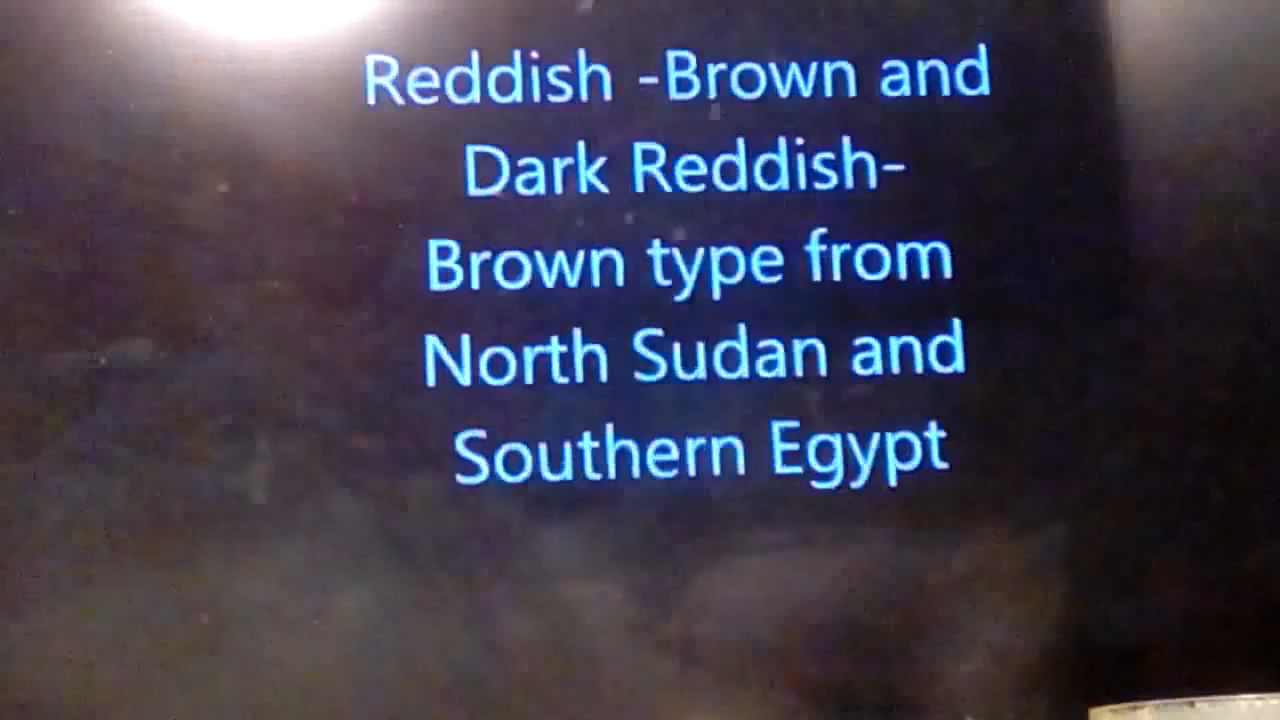 Reddish -Brown and
Dark Reddish-
Brown type from
North Sudan and
Southern Egypt